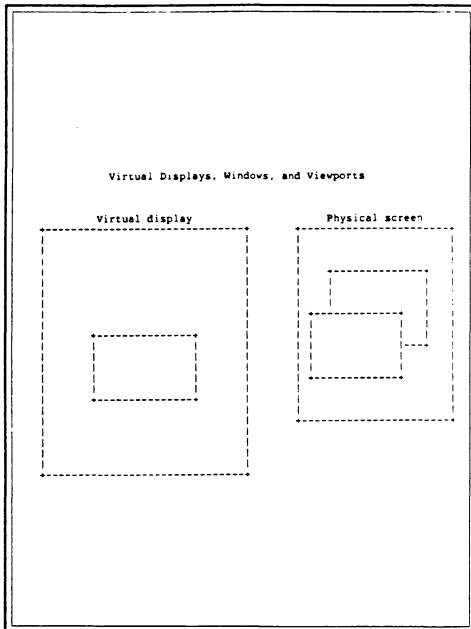 Virtual Displays, Windows, and Viewports
Virtual display
Physical screen